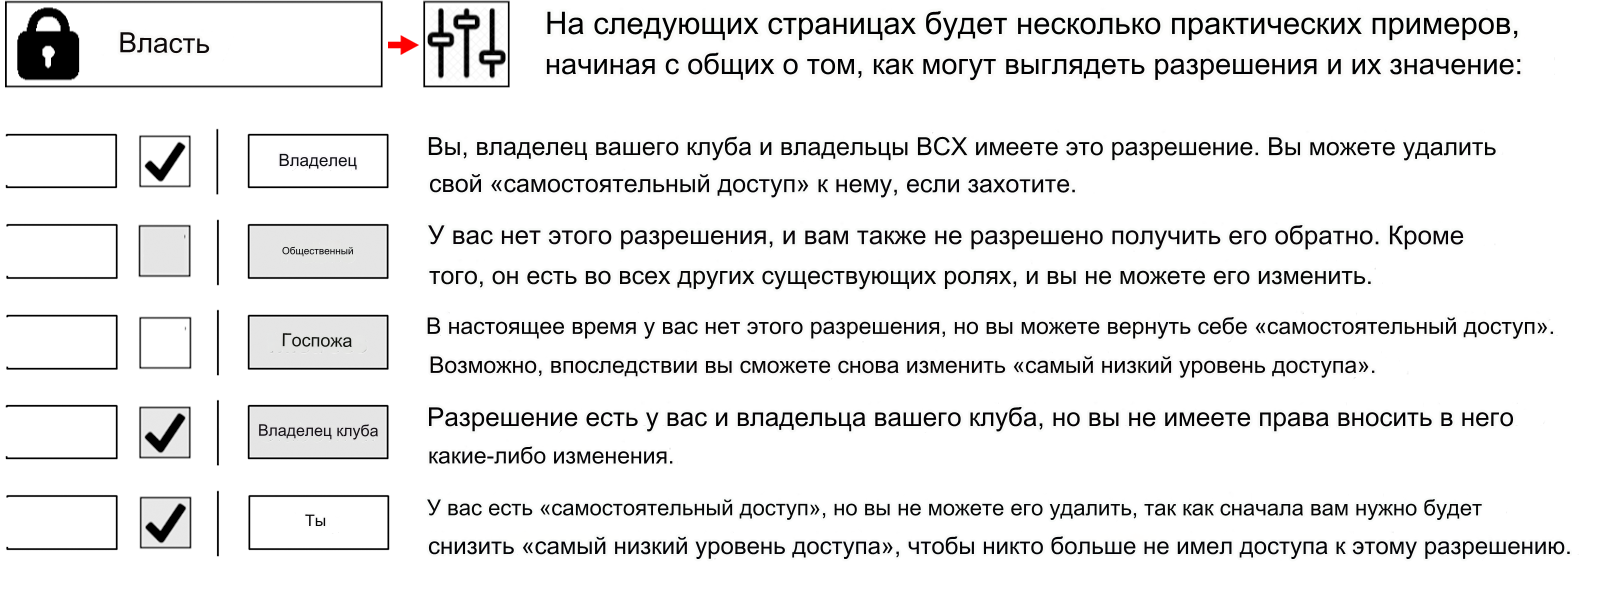 Власть
На следующих страницах будет несколько практических примеров,
начиная с общих о том, как могут выглядеть разрешения и их значение:
Владелец
Вы, владелец вашего клуба и владельцы BCX имеете это разрешение. Вы можете удалить
свой «самостоятельный доступ» к нему, если захотите.
Общественный
У вас нет этого разрешения, и вам также не разрешено получить его обратно. Кроме
того, он есть во всех других существующих ролях, и вы не можете его изменить.
Госпожа
В настоящее время у вас нет этого разрешения, но вы можете вернуть себе «самостоятельный доступ».
Возможно, впоследствии вы сможете снова изменить «самый низкий уровень доступа».
Владелец клуба
Разрешение есть у вас и владельца вашего клуба, но вы не имеете права вносить в него
какие-либо изменения.
Ты
У вас есть «самостоятельный доступ», но вы не можете его удалить, так как сначала вам нужно будет
снизить «самый низкий уровень доступа», чтобы никто больше не имел доступа к этому разрешению.